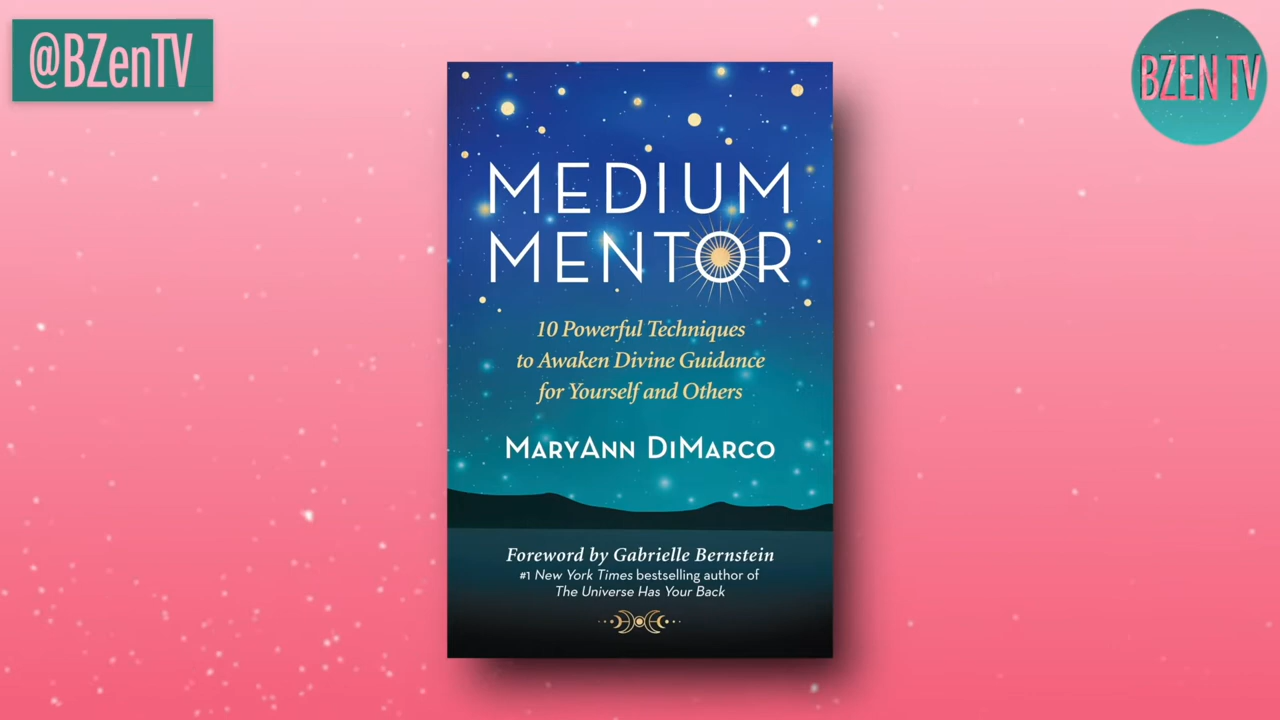 @BZenTV
BZEN TV
MEDIUM
MENTOR
10 Powerful Techniques
to Awaken Divine Guidance
for Yourself and Others
MARYANN DIMARCO
Foreword by Gabrielle Bernstein
#1 New York Times bestselling author of
The Universe Has Your Back